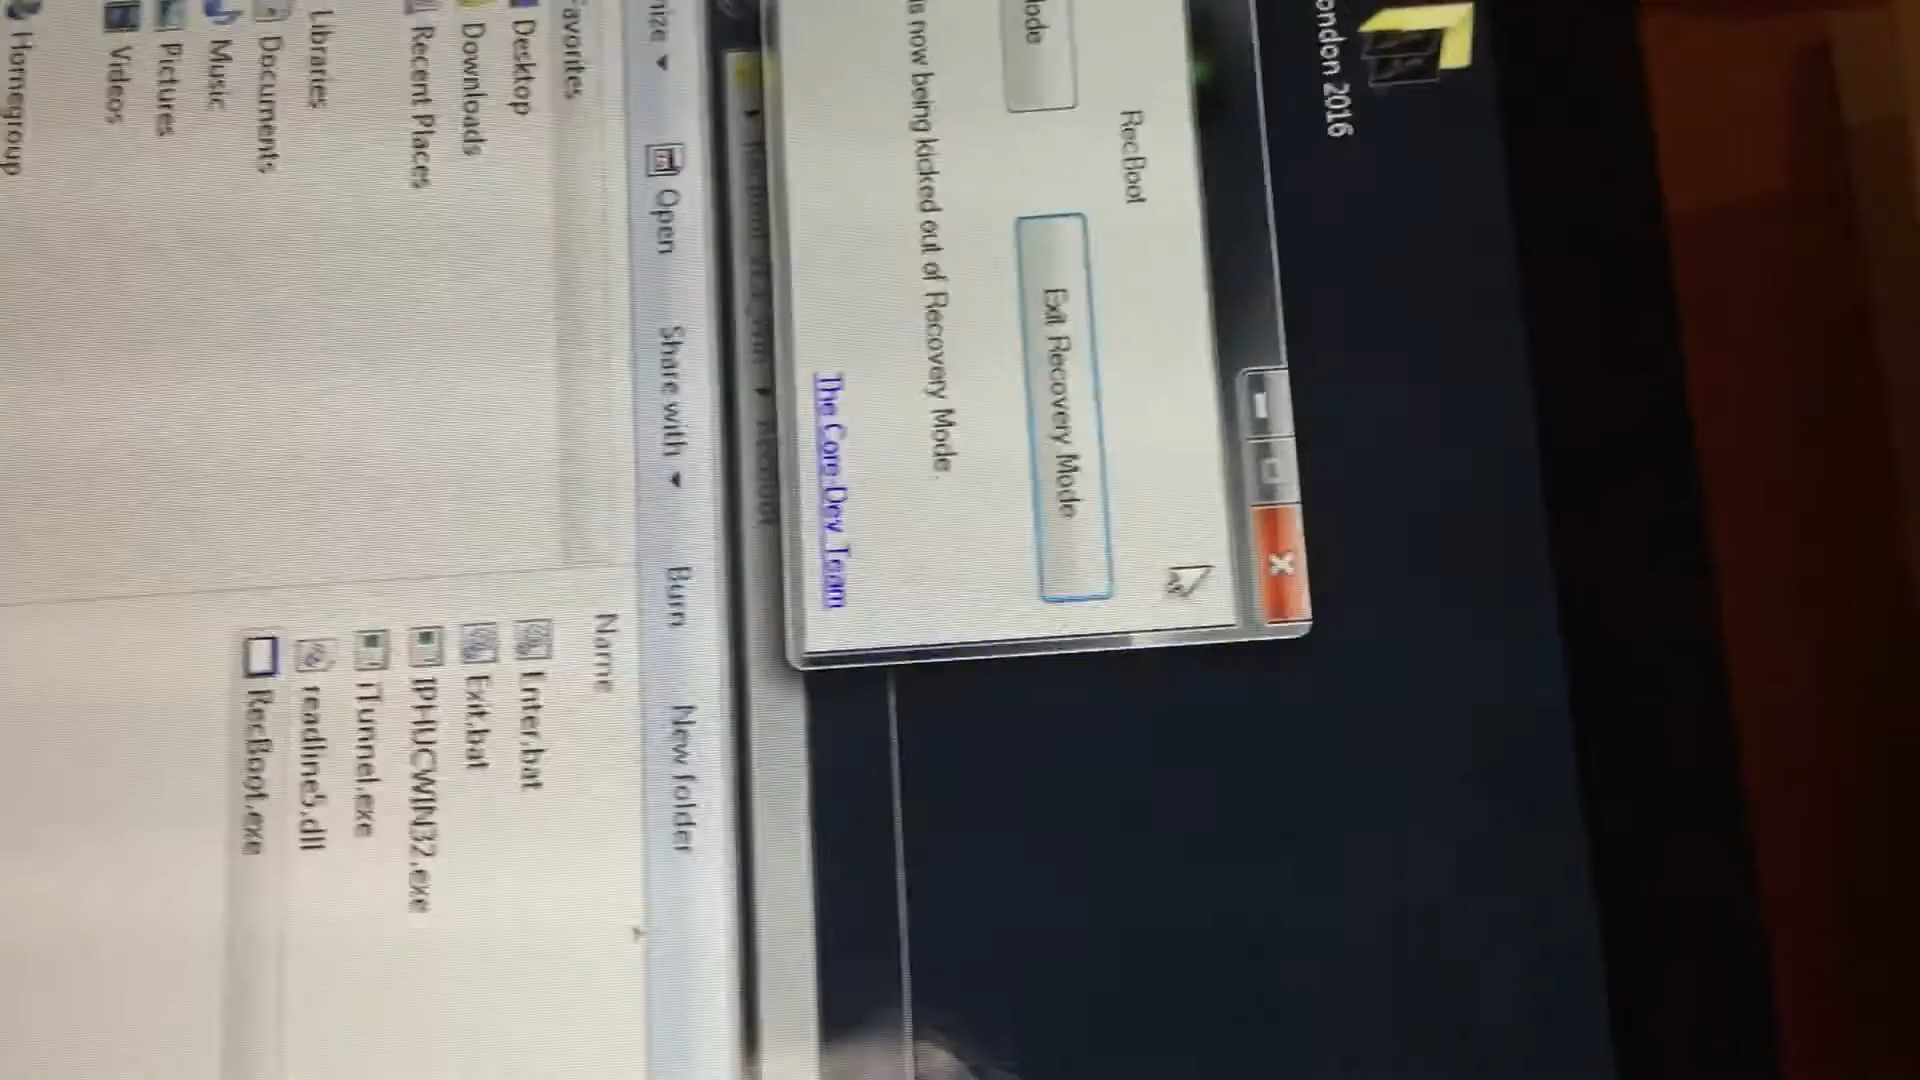 ondon 2016
RecBoot
Exit Recovery Mode
is now being kicked out of Recovery Mode.
The Core-Dev Team
Open
Share with
Burn
New folder
Favorites
Desktop
Downloads
Recent Places
Libraries
Documents
Music
Pictures
Videos
Homegroup
Name
Enter.bat
Exit.bat
IPHUCWIN32.exe
iTunnel.exe
readline5.dll
RecBoot.exe